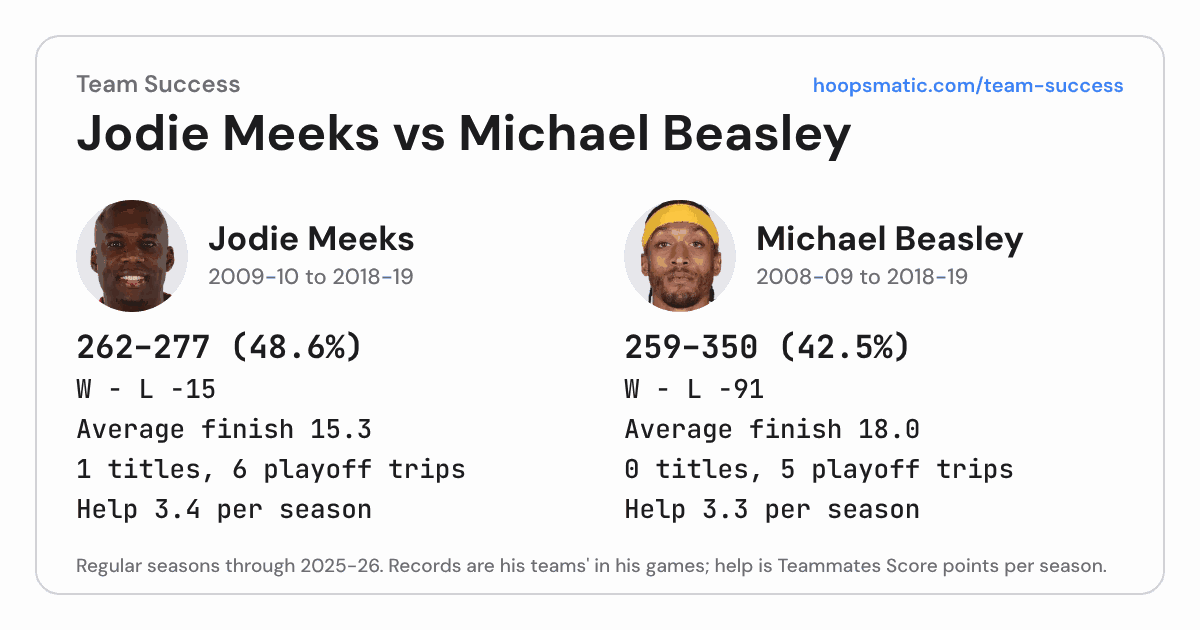 Team Success
hoopsmatic.com/team-success
Jodie Meeks vs Michael Beasley
Jodie Meeks
2009-10 to 2018-19
262-277 (48.6%)
W - L -15
Average finish 15.3
1 titles, 6 playoff trips
Help 3.4 per season
Michael Beasley
2008-09 to 2018-19
259-350 (42.5%)
W - L -91
Average finish 18.0
0 titles, 5 playoff trips
Help 3.3 per season
Regular seasons through 2025-26. Records are his teams' in his games; help is Teammates Score points per season.